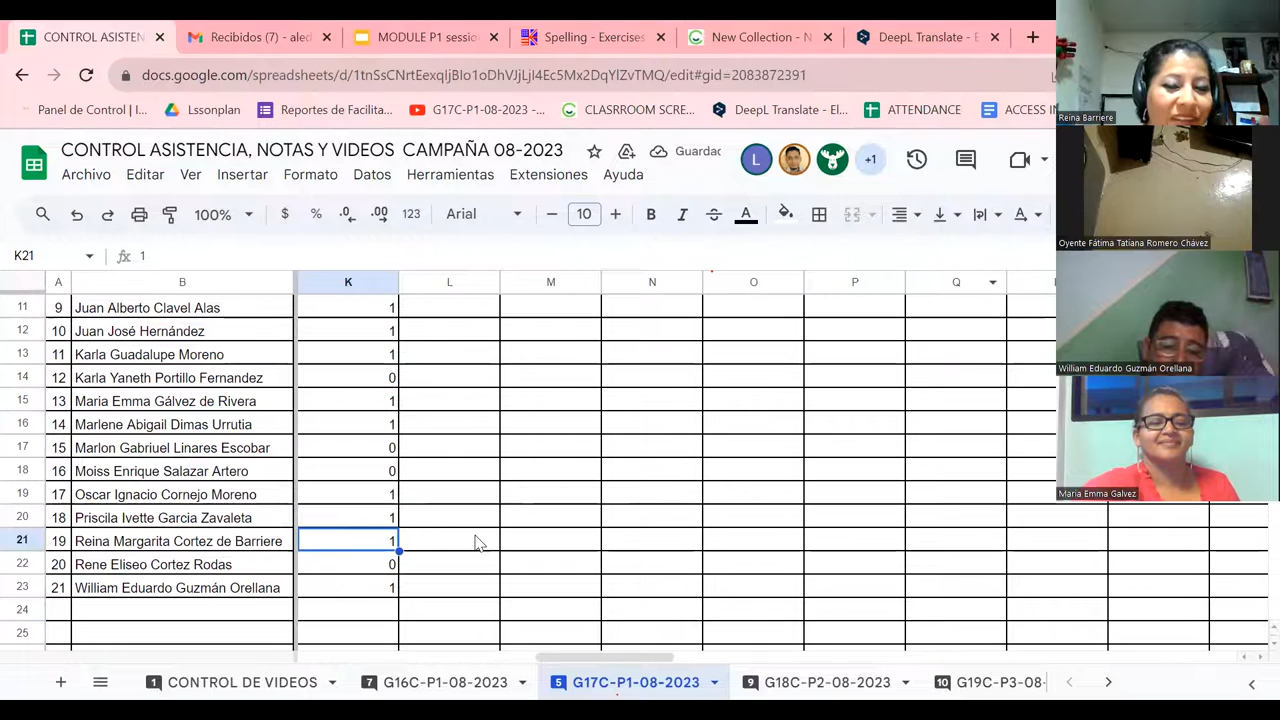 CONTROL ASISTEN
Recibidos (7) - aled
MODULE P1 sessio
Spelling - Exercises
New Collection - N
DeepL Translate - E
docs.google.com/spreadsheets/d/
edit#gid=2083872391
Panel de Control | I...
Lssonplan
Reportes de Facilita...
G17C-P1-08-2023 -...
CLASRROOM SCRE...
DeepL Translate - El...
ATTENDANCE
ACCESS IN
CONTROL ASISTENCIA, NOTAS Y VIDEOS CAMPAÑA 08-2023
Guardac
L
+1
Archivo Editar Ver Insertar Formato Datos Herramientas Extensiones Ayuda
100% $ % .0 .00 123 Arial 10 B I S A
K21 fx 1
A B K L M N O P Q
11 9 Juan Alberto Clavel Alas 1
12 10 Juan José Hernández 1
13 11 Karla Guadalupe Moreno 1
14 12 Karla Yaneth Portillo Fernandez 0
15 13 Maria Emma Gálvez de Rivera 1
16 14 Marlene Abigail Dimas Urrutia 1
17 15 Marlon Gabriuel Linares Escobar 0
18 16 Moiss Enrique Salazar Artero 0
19 17 Oscar Ignacio Cornejo Moreno 1
20 18 Priscila Ivette Garcia Zavaleta 1
21 19 Reina Margarita Cortez de Barriere 1
22 20 Rene Eliseo Cortez Rodas 0
23 21 William Eduardo Guzmán Orellana 1
24
25
1 CONTROL DE VIDEOS
7 G16C-P1-08-2023
5 G17C-P1-08-2023
9 G18C-P2-08-2023
10 G19C-P3-08-
Reina Barriere
Oyente Fátima Tatiana Romero Chávez
William Eduardo Guzmán Orellana
Maria Emma Galvez